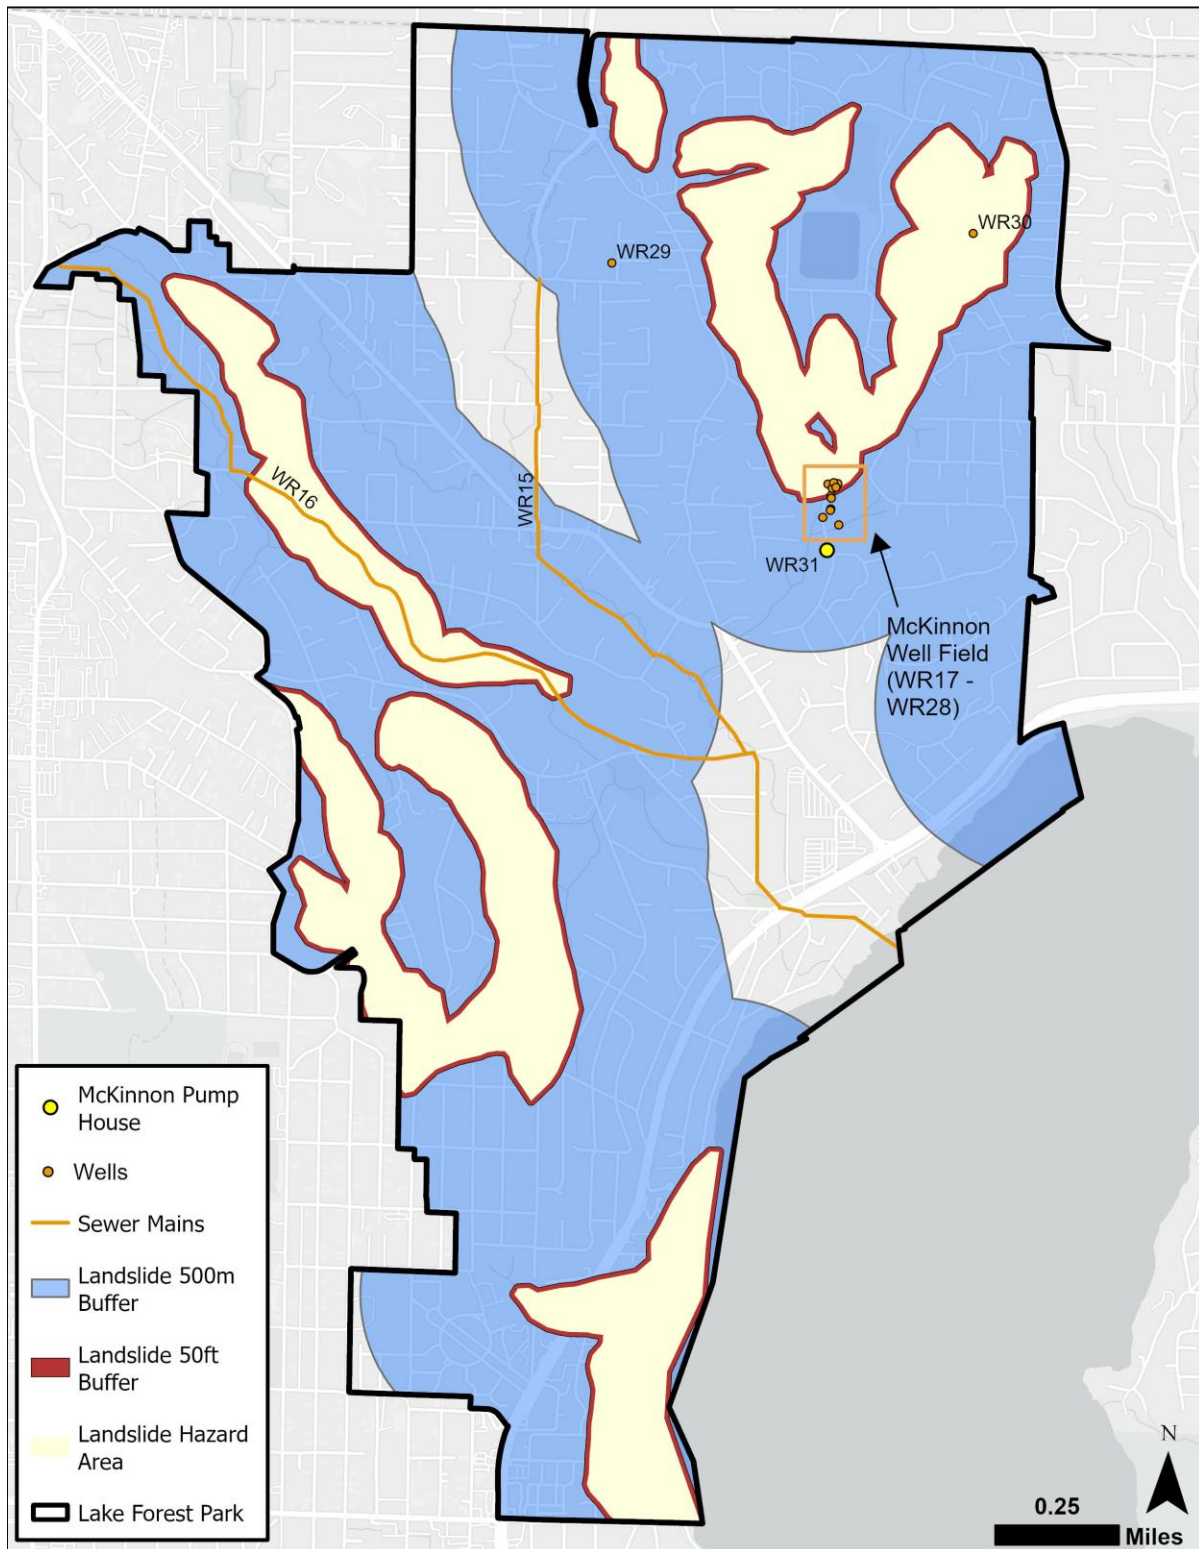 WR30
WR29
WR16
WR15
WR31
McKinnon
Well Field
(WR17 -
WR28)
McKinnon Pump
House
Wells
Sewer Mains
Landslide 500m
Buffer
Landslide 50ft
Buffer
Landslide Hazard
Area
Lake Forest Park
N
0.25
Miles